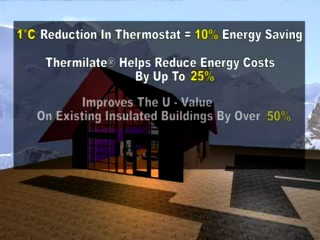 1°C Reduction In Thermostat = 10% Energy Saving
Thermilate® Helps Reduce Energy Costs
By Up To 25%
Improves The U - Value
On Existing Insulated Buildings By Over 50%